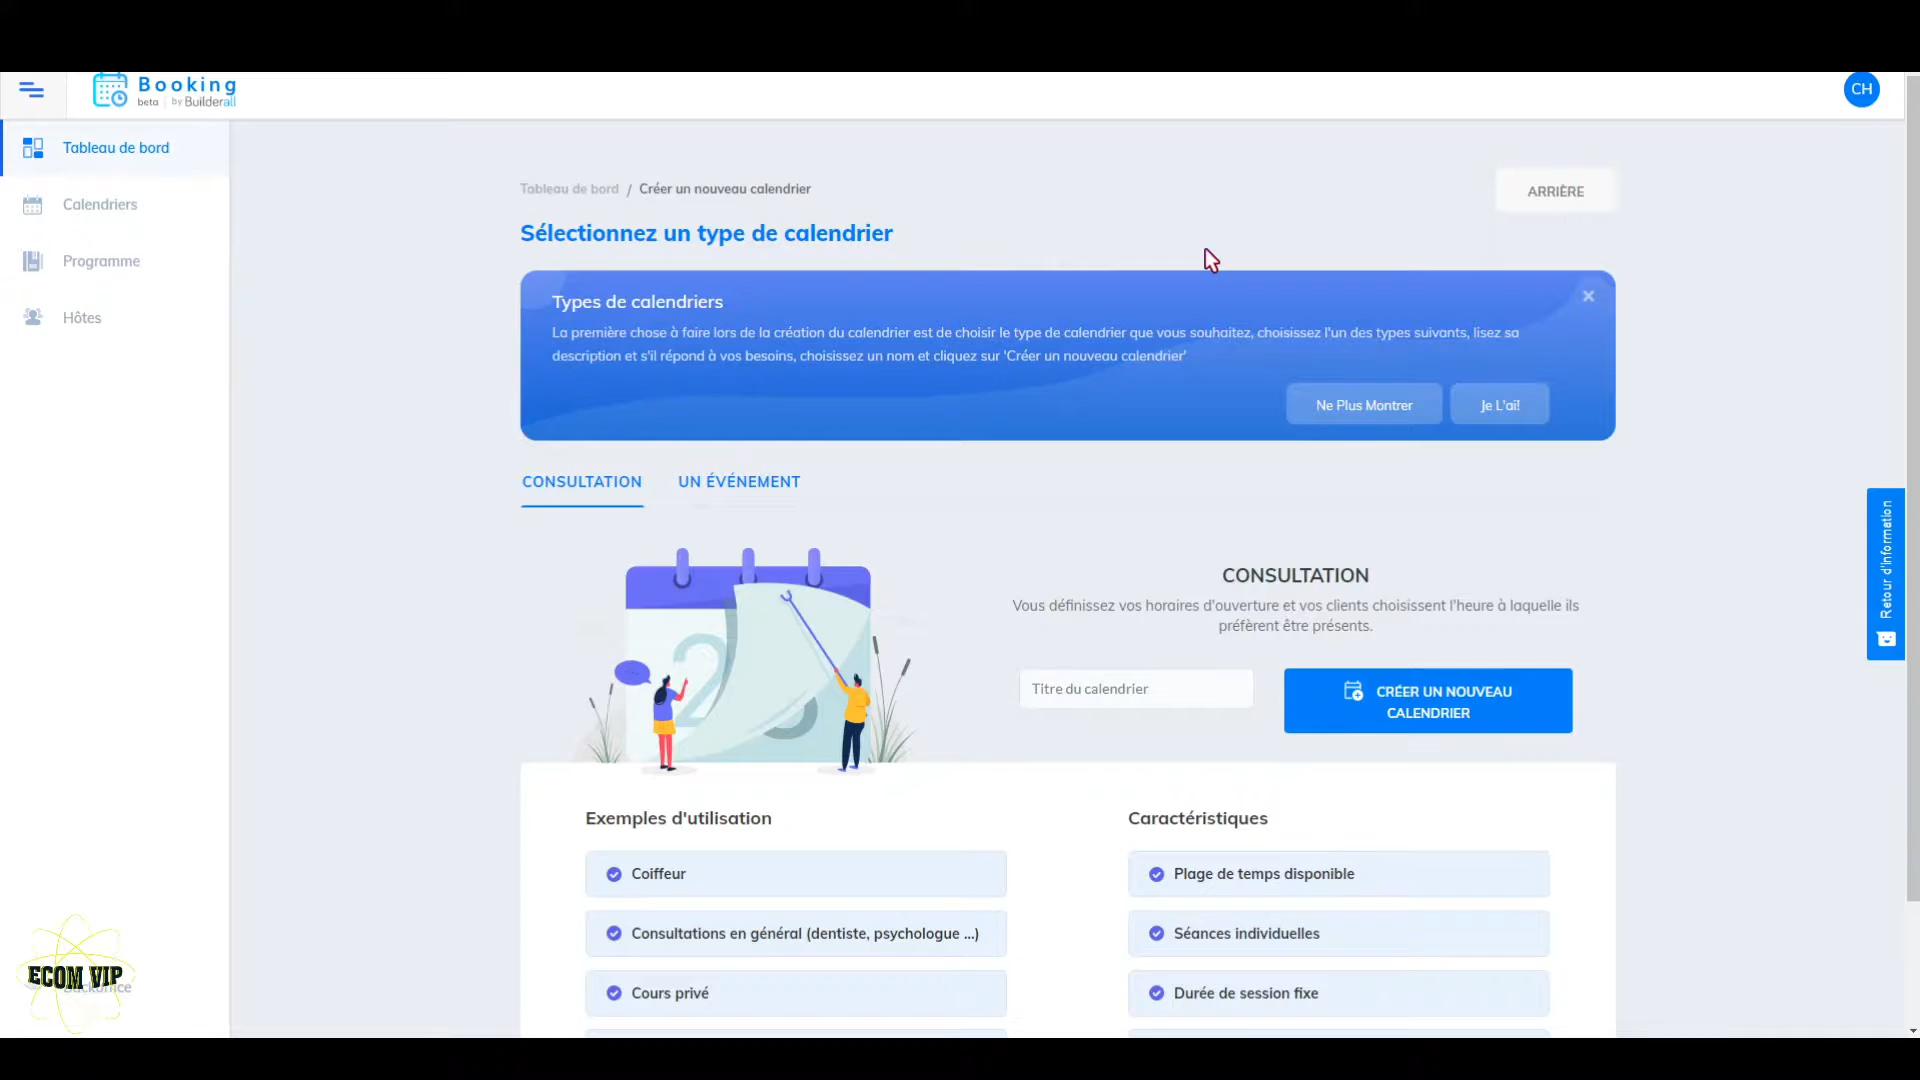 Booking
beta | by Builderall
CH
Tableau de bord
Calendriers
Programme
Hôtes
Tableau de bord / Créer un nouveau calendrier
ARRIÈRE
Sélectionnez un type de calendrier
Types de calendriers
La première chose à faire lors de la création du calendrier est de choisir le type de calendrier que vous souhaitez, choisissez l'un des types suivants, lisez sa
description et s'il répond à vos besoins, choisissez un nom et cliquez sur 'Créer un nouveau calendrier'
Ne Plus Montrer
Je L'ai!
CONSULTATION
UN ÉVÉNEMENT
Retour d'information
CONSULTATION
Vous définissez vos horaires d'ouverture et vos clients choisissent l'heure à laquelle ils
préfèrent être présents.
Titre du calendrier
CRÉER UN NOUVEAU
CALENDRIER
Exemples d'utilisation
Coiffeur
Consultations en général (dentiste, psychologue ...)
Cours privé
Caractéristiques
Plage de temps disponible
Séances individuelles
Durée de session fixe
ECOM VIP